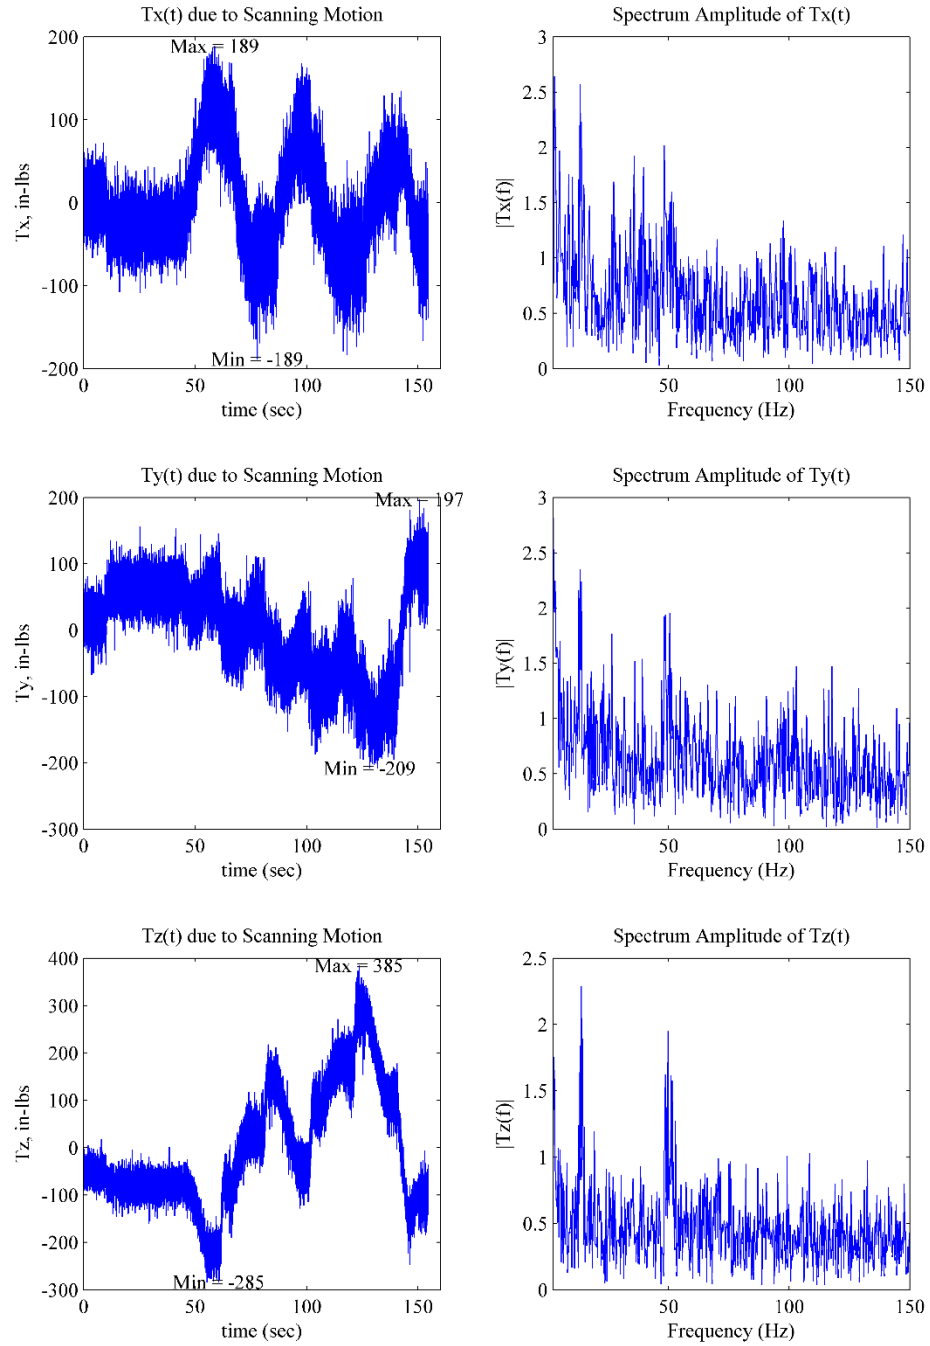 Tx(t) due to Scanning Motion
Max = 189
200
100
0
-100
-200
Tx, in-lbs
Min = -189
0 50 100 150
time (sec)
Spectrum Amplitude of Tx(t)
3
2.5
2
1.5
1
0.5
0
|Tx(f)|
50 100 150
Frequency (Hz)
Ty(t) due to Scanning Motion
Max = 197
200
100
0
-100
-200
-300
Ty, in-lbs
Min = -209
0 50 100 150
time (sec)
Spectrum Amplitude of Ty(t)
3
2.5
2
1.5
1
0.5
0
|Ty(f)|
50 100 150
Frequency (Hz)
Tz(t) due to Scanning Motion
Max = 385
400
300
200
100
0
-100
-200
-300
Tz, in-lbs
Min = -285
0 50 100 150
time (sec)
Spectrum Amplitude of Tz(t)
2.5
2
1.5
1
0.5
0
|Tz(f)|
50 100 150
Frequency (Hz)